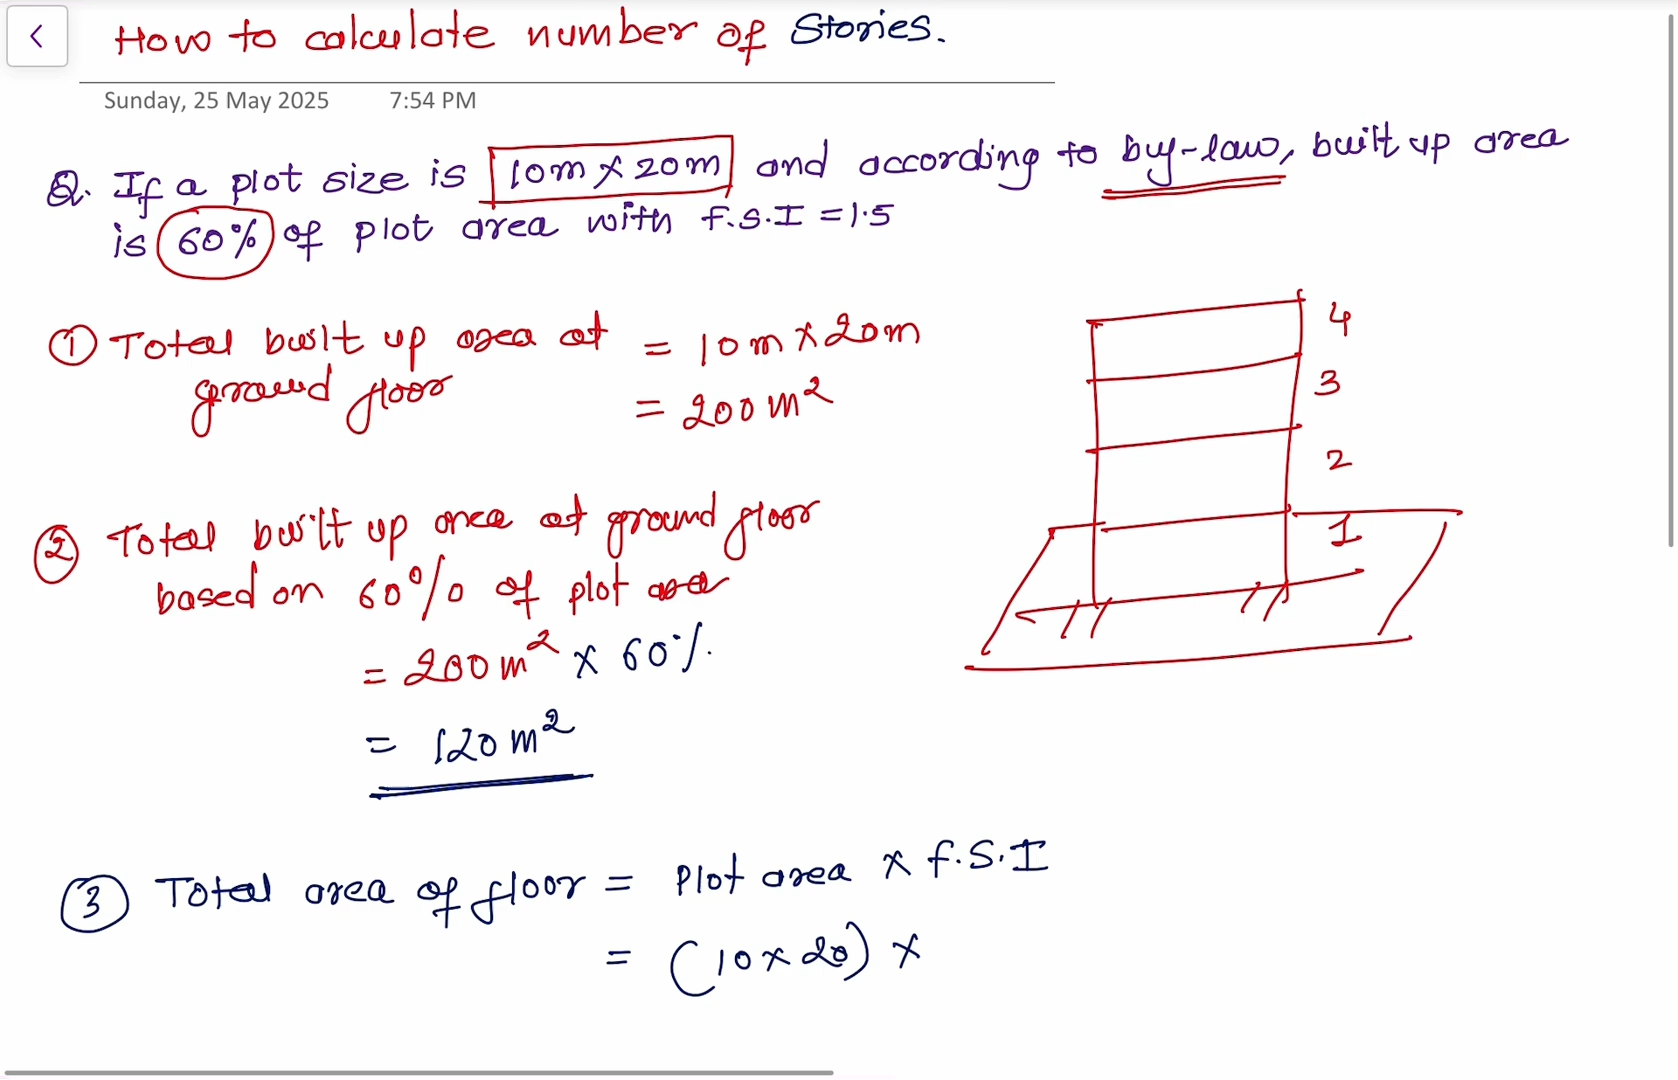 How to calculate number of Stories.
Sunday, 25 May 2025 7:54 PM
Q. If a plot size is 10m x 20m and according to by-law, built up area
is 60% of plot area with F.S.I = 1.5
① Total built up area at = 10m x 20m
ground floor = 200 m²
② Total built up area at ground floor
based on 60% of plot area
= 200 m² x 60%.
= 120 m²
③ Total area of floor = Plot area x F.S.I
= (10 x 20) x
4
3
2
1